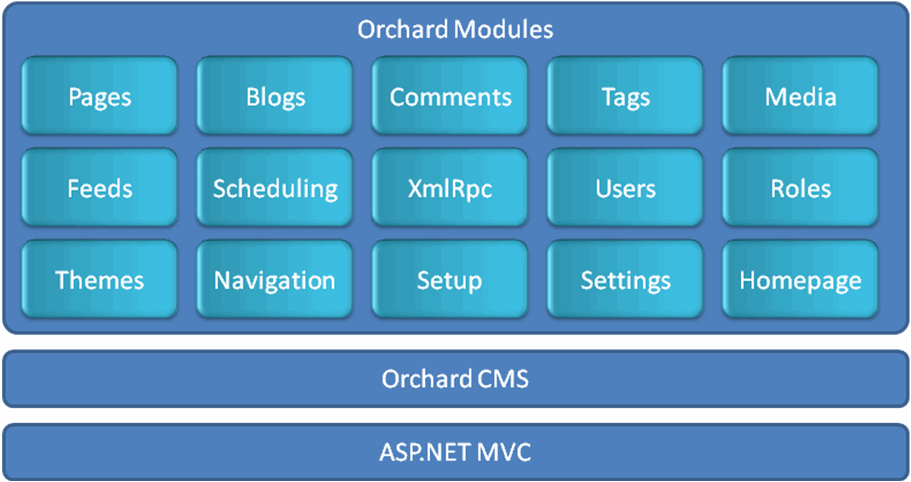 Orchard Modules
Pages Blogs Comments Tags Media
Feeds Scheduling XmlRpc Users Roles
Themes Navigation Setup Settings Homepage
Orchard CMS
ASP.NET MVC